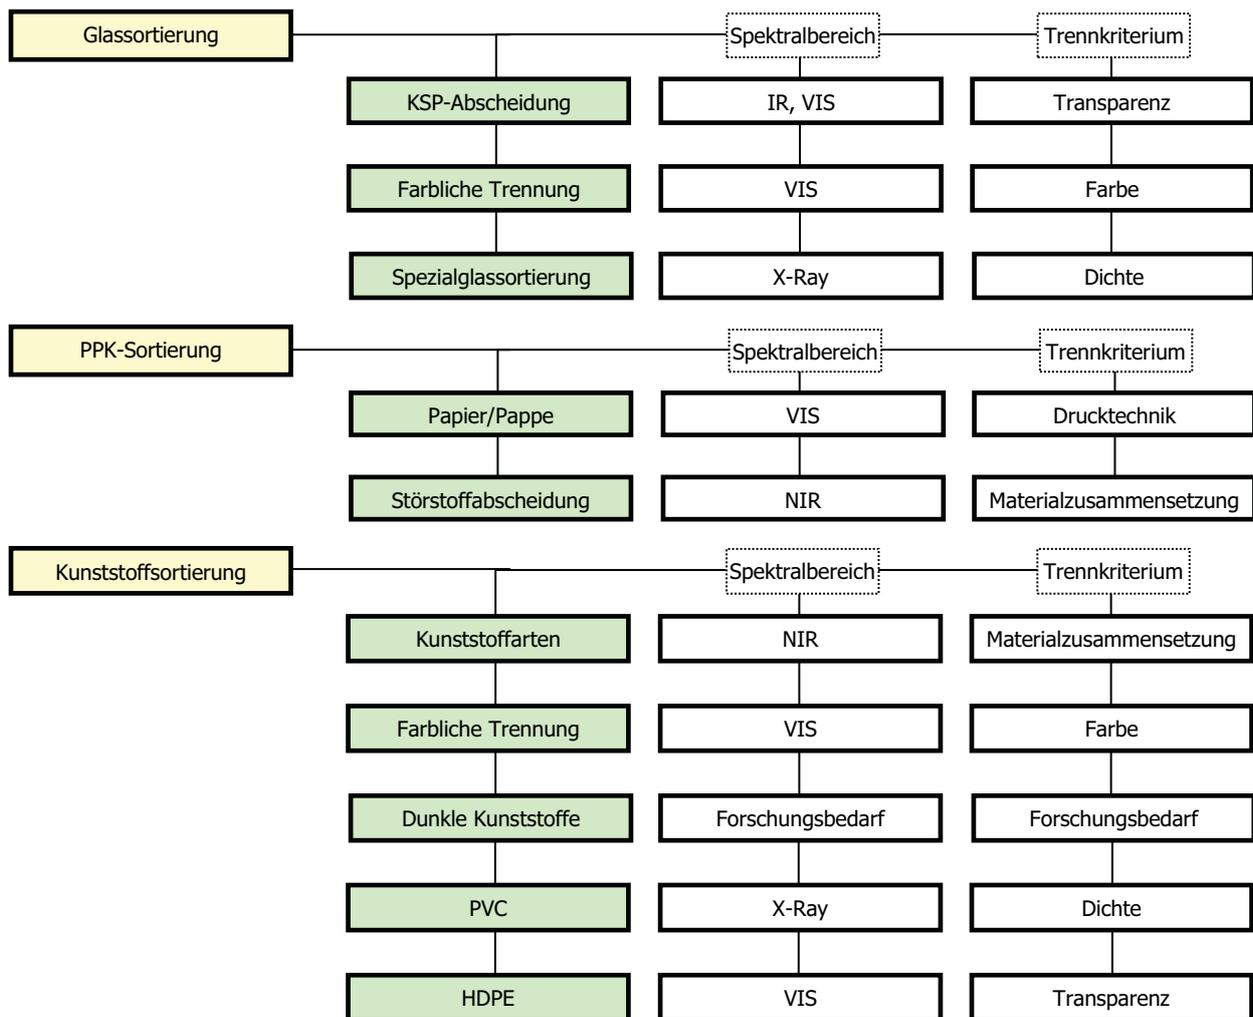 Glassortierung
Spektralbereich
Trennkriterium
KSP-Abscheidung
IR, VIS
Transparenz
Farbliche Trennung
VIS
Farbe
Spezialglassortierung
X-Ray
Dichte
PPK-Sortierung
Spektralbereich
Trennkriterium
Papier/Pappe
VIS
Drucktechnik
Störstoffabscheidung
NIR
Materialzusammensetzung
Kunststoffsortierung
Spektralbereich
Trennkriterium
Kunststoffarten
NIR
Materialzusammensetzung
Farbliche Trennung
VIS
Farbe
Dunkle Kunststoffe
Forschungsbedarf
Forschungsbedarf
PVC
X-Ray
Dichte
HDPE
VIS
Transparenz